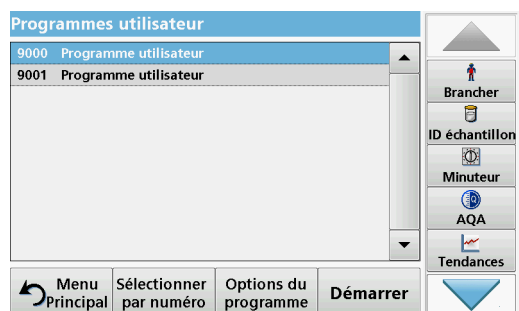 Programmes utilisateur
9000 Programme utilisateur
9001 Programme utilisateur
Brancher
ID échantillon
Minuteur
AQA
Tendances
Menu
Principal
Sélectionner
par numéro
Options du
programme
Démarrer